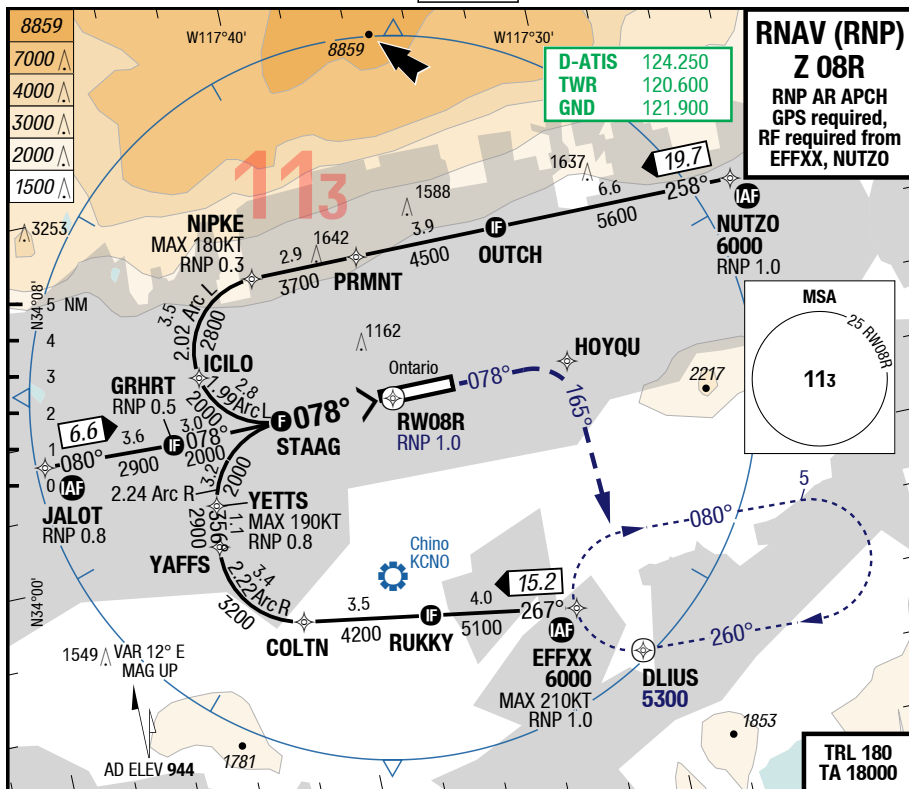 8859
7000
4000
3000
2000
1500
W117°40'
W117°30'
8859
D-ATIS 124.250
TWR 120.600
GND 121.900
RNAV (RNP)
Z 08R
RNP AR APCH
GPS required,
RF required from
EFFXX, NUTZO
113
3253
1588
1637
1642
1162
2217
19.7
258°
6.6
5600
IAF
NUTZO
6000
RNP 1.0
IF
OUTCH
3.9
4500
PRMNT
2.9
3700
NIPKE
MAX 180KT
RNP 0.3
3.5
2.02 Arc L
2800
N34°08'
5 NM
4
3
2
1
0
ICILO
2.8
1.99Arc L
2000
GRHRT
RNP 0.5
6.6
080°
3.6
2900
IF
3.0
078°
2000
IAF
JALOT
RNP 0.8
F
078°
STAAG
Ontario
RW08R
RNP 1.0
078°
HOYQU
165°
MSA
25 RW08R
113
3.2
2000
2.24 Arc R
YETTS
MAX 190KT
RNP 0.8
1.1
356°
2900
YAFFS
3.4
2.22Arc R
3200
Chino
KCNO
N34°00'
COLTN
3.5
4200
IF
RUKKY
4.0
5100
15.2
267°
IAF
EFFXX
6000
MAX 210KT
RNP 1.0
080°
5
260°
DLIUS
5300
1549
VAR 12° E
MAG UP
AD ELEV 944
1781
1853
TRL 180
TA 18000